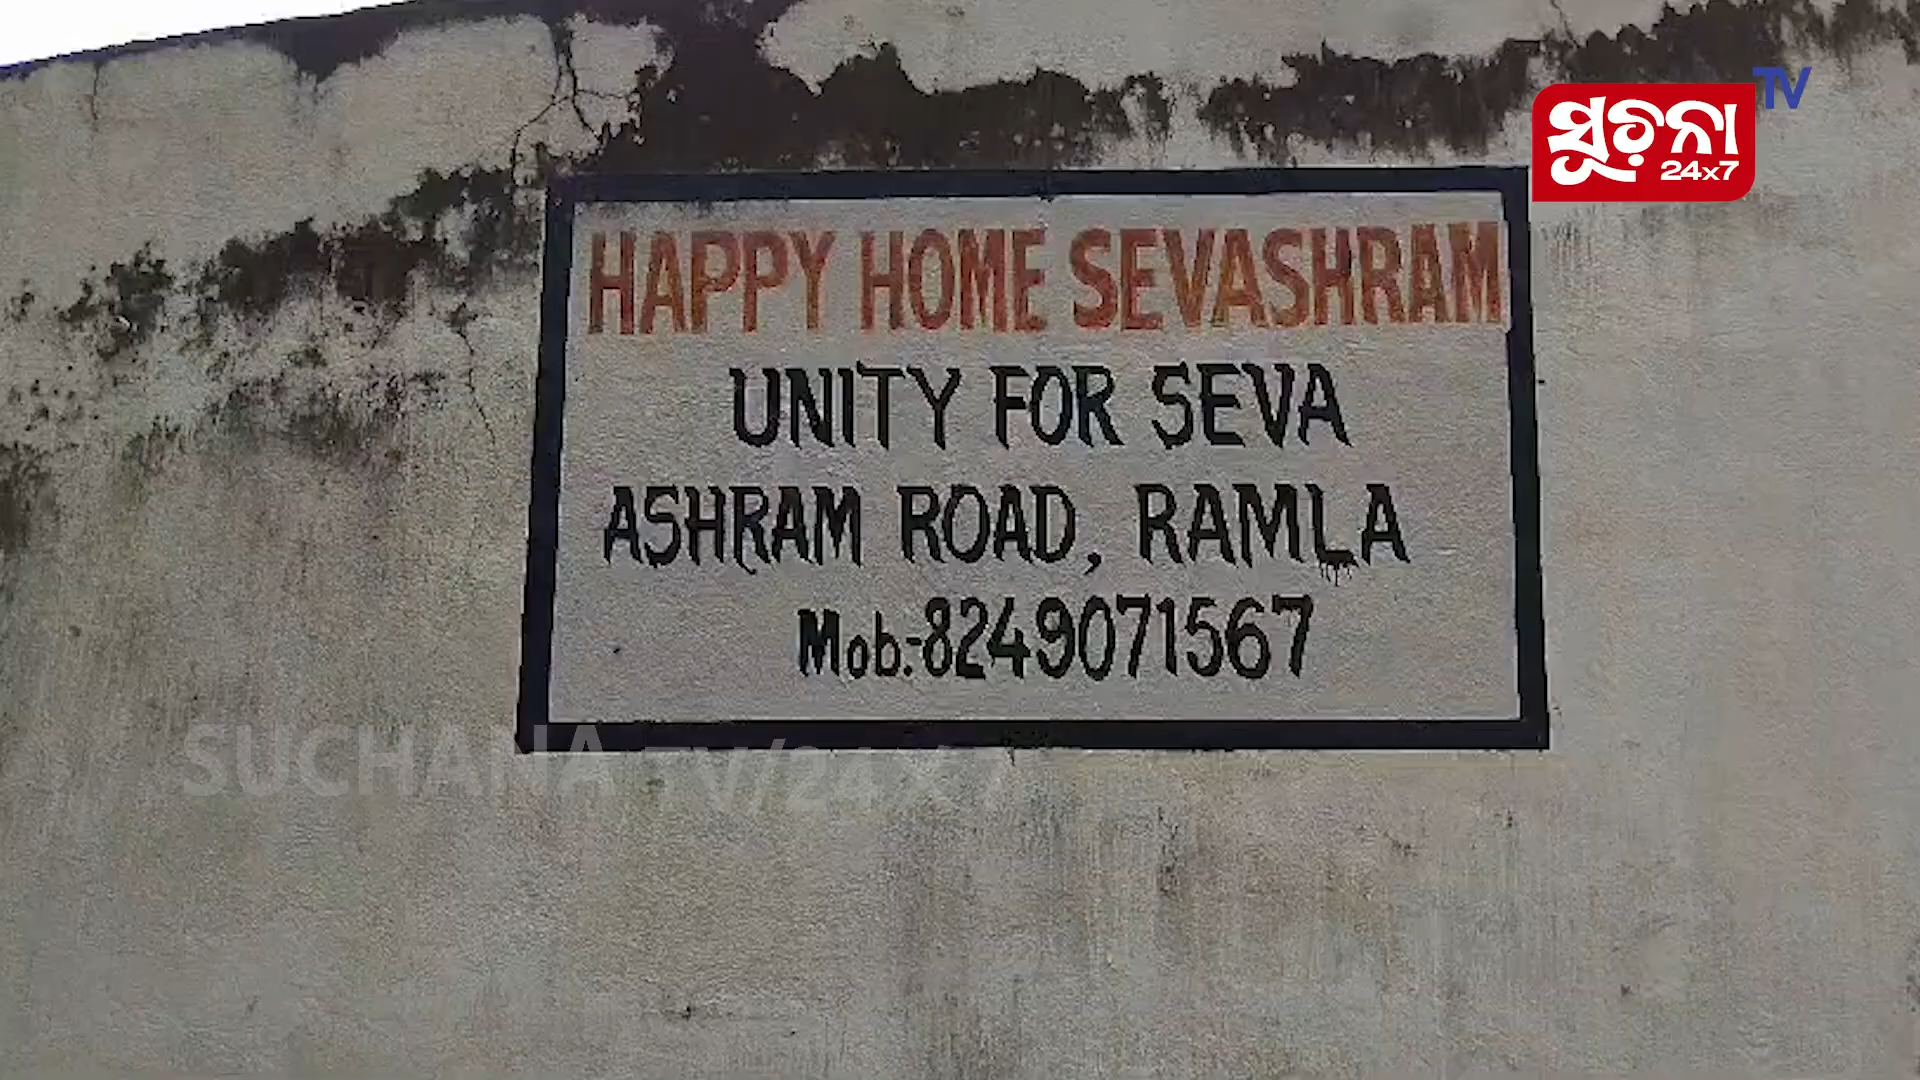 TV
ସୁଚନା
24x7
HAPPY HOME SEVASHRAM
UNITY FOR SEVA
ASHRAM ROAD, RAMLA
Mob:-8249071567
SUCHANA TV/24X7